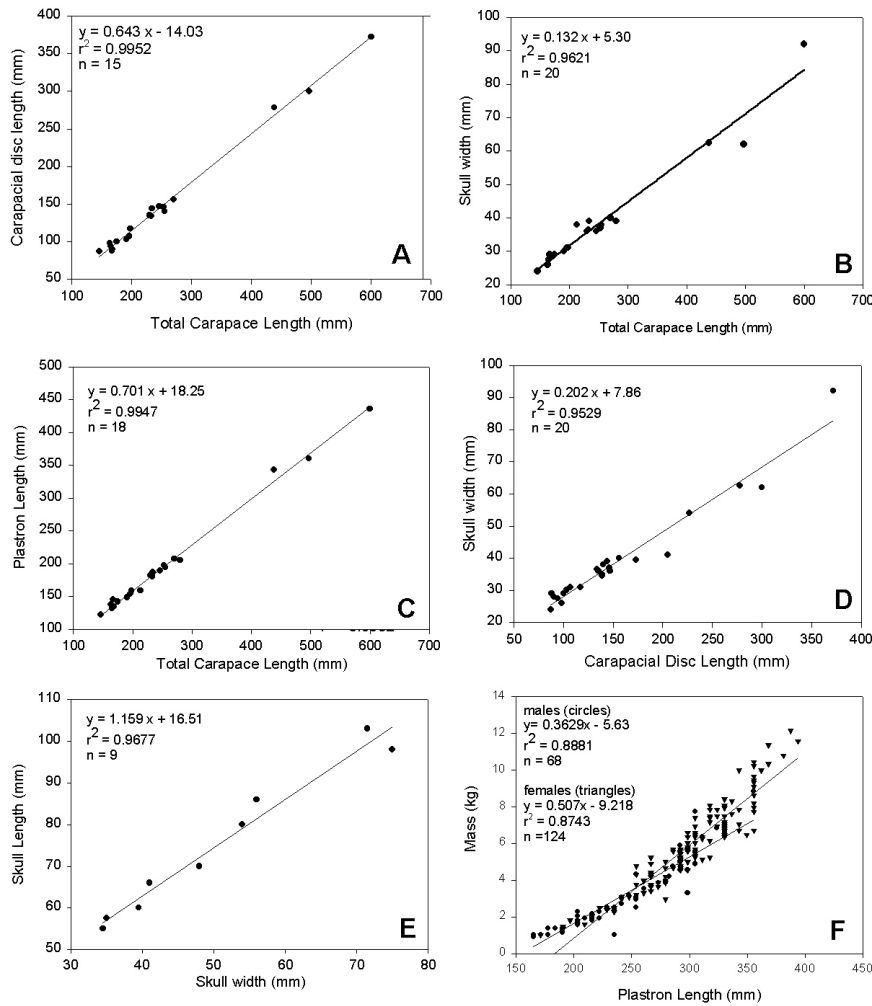 400
350
300
250
200
150
100
50
Carapacial disc length (mm)
y = 0.643 x - 14.03
r² = 0.9952
n = 15
A
100 200 300 400 500 600 700
Total Carapace Length (mm)
100
90
80
70
60
50
40
30
20
Skull width (mm)
y = 0.132 x + 5.30
r² = 0.9621
n = 20
B
100 200 300 400 500 600 700
Total Carapace Length (mm)
500
450
400
350
300
250
200
150
100
Plastron Length (mm)
y = 0.701 x + 18.25
r² = 0.9947
n = 18
C
100 200 300 400 500 600 700
Total Carapace Length (mm)
100
90
80
70
60
50
40
30
20
Skull width (mm)
y = 0.202 x + 7.86
r² = 0.9529
n = 20
D
50 100 150 200 250 300 350 400
Carapacial Disc Length (mm)
110
100
90
80
70
60
50
Skull Length (mm)
y = 1.159 x + 16.51
r² = 0.9677
n = 9
E
30 40 50 60 70 80
Skull width (mm)
14
12
10
8
6
4
2
0
Mass (kg)
males (circles)
y= 0.3629x - 5.63
r² = 0.8881
n = 68
females (triangles)
y = 0.507x - 9.218
r² = 0.8743
n =124
F
150 200 250 300 350 400 450
Plastron Length (mm)